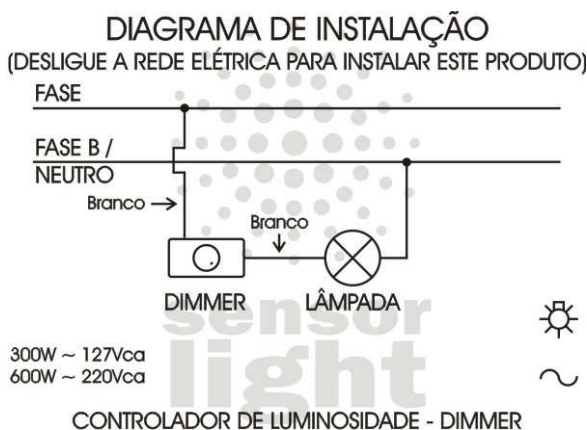 DIAGRAMA DE INSTALAÇÃO
(DESLIGUE A REDE ELÉTRICA PARA INSTALAR ESTE PRODUTO)
FASE
FASE B /
NEUTRO
Branco
Branco
DIMMER
LÂMPADA
sensor
light
300W ~ 127Vca
600W ~ 220Vca
CONTROLADOR DE LUMINOSIDADE - DIMMER